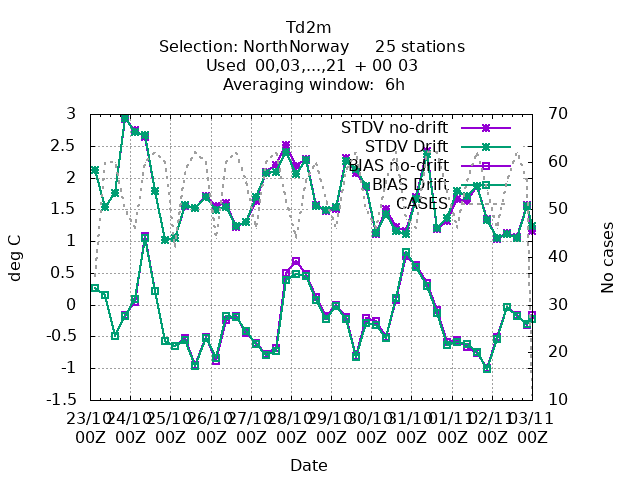 Td2m
Selection: NorthNorway 25 stations
Used 00,03,...,21 + 00 03
Averaging window: 6h
3 70
STDV no-drift
2.5 STDV Drift
BIAS no-drift 60
2 BIAS Drift
CASES
1.5 50
1 40
0.5
0 30
-0.5
-1 20
-1.5 10
deg C
No cases
23/10 24/10 25/10 26/10 27/10 28/10 29/10 30/10 31/10 01/11 02/11 03/11
00Z 00Z 00Z 00Z 00Z 00Z 00Z 00Z 00Z 00Z 00Z 00Z
Date